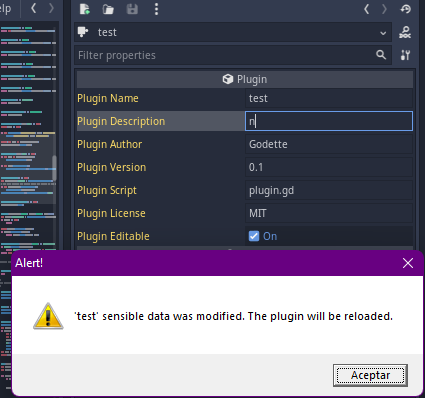 elp
test
Filter properties
Plugin
Plugin Name test
Plugin Description n
Plugin Author Godette
Plugin Version 0.1
Plugin Script plugin.gd
Plugin License MIT
Plugin Editable On
Alert!
'test' sensible data was modified. The plugin will be reloaded.
Aceptar